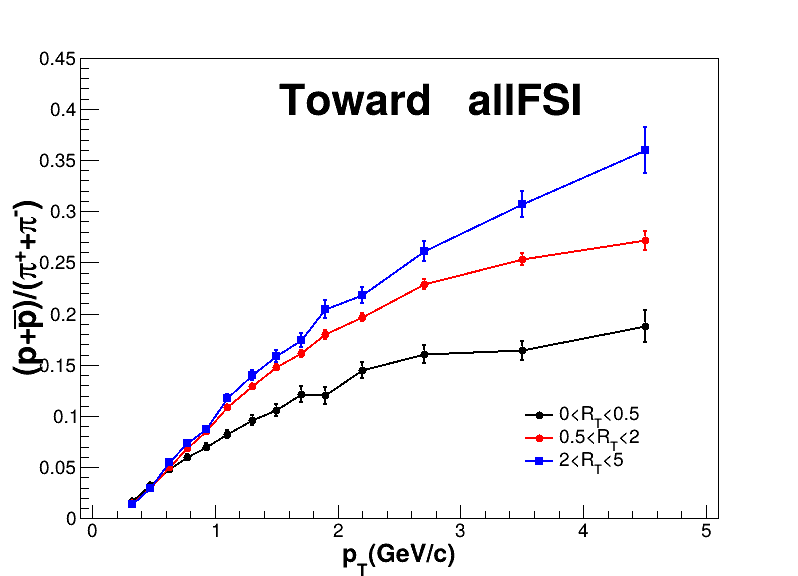 Toward allFSI
0.45
0.4
0.35
0.3
0.25
0.2
0.15
0.1
0.05
0
(p+p̅)/(π⁺+π⁻)
0<R_T<0.5
0.5<R_T<2
2<R_T<5
0 1 2 3 4 5
p_T(GeV/c)